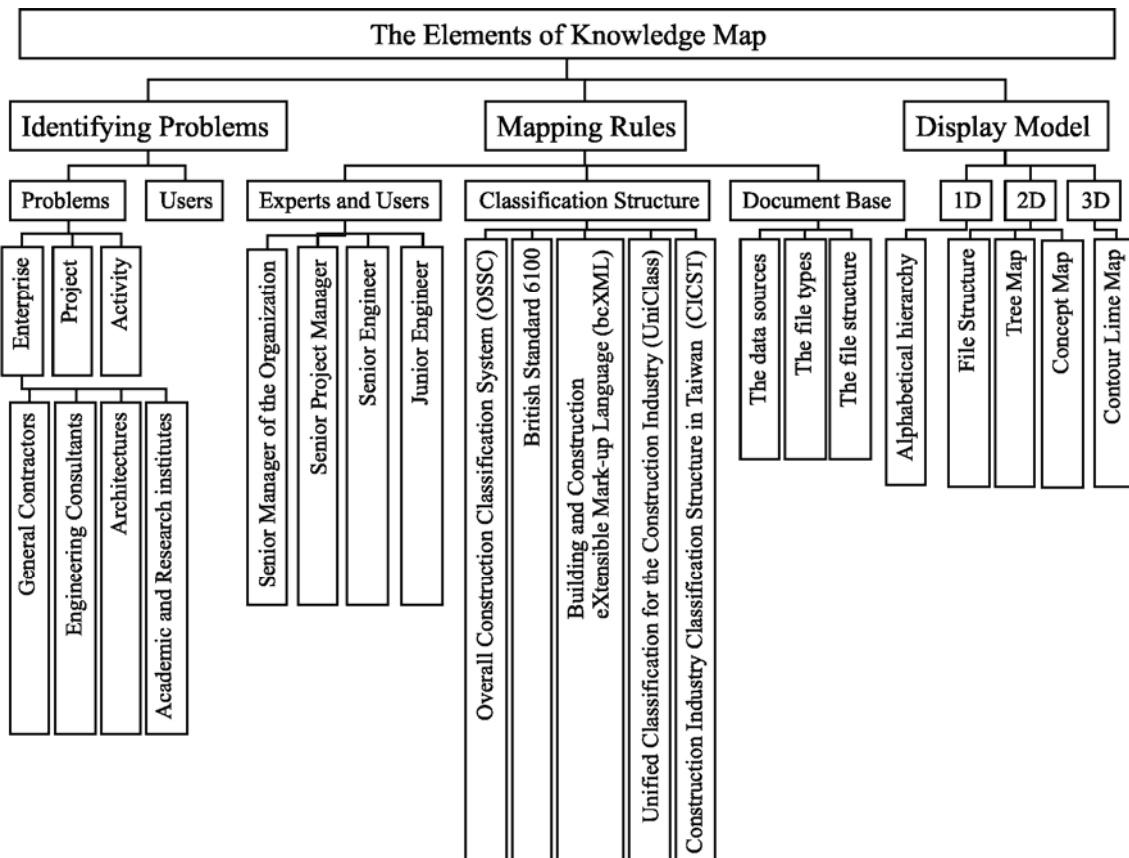 The Elements of Knowledge Map
Identifying Problems
Mapping Rules
Display Model
Problems
Users
Experts and Users
Classification Structure
Document Base
1D
2D
3D
Enterprise
Project
Activity
General Contractors
Engineering Consultants
Architectures
Academic and Research institutes
Senior Manager of the Organization
Senior Project Manager
Senior Engineer
Junior Engineer
Overall Construction Classification System (OSSC)
British Standard 6100
Building and Construction
eXtensible Mark-up Language (bcXML)
Unified Classification for the Construction Industry (UniClass)
Construction Industry Classification Structure in Taiwan (CICST)
The data sources
The file types
The file structure
Alphabetical hierarchy
File Structure
Tree Map
Concept Map
Contour Lime Map